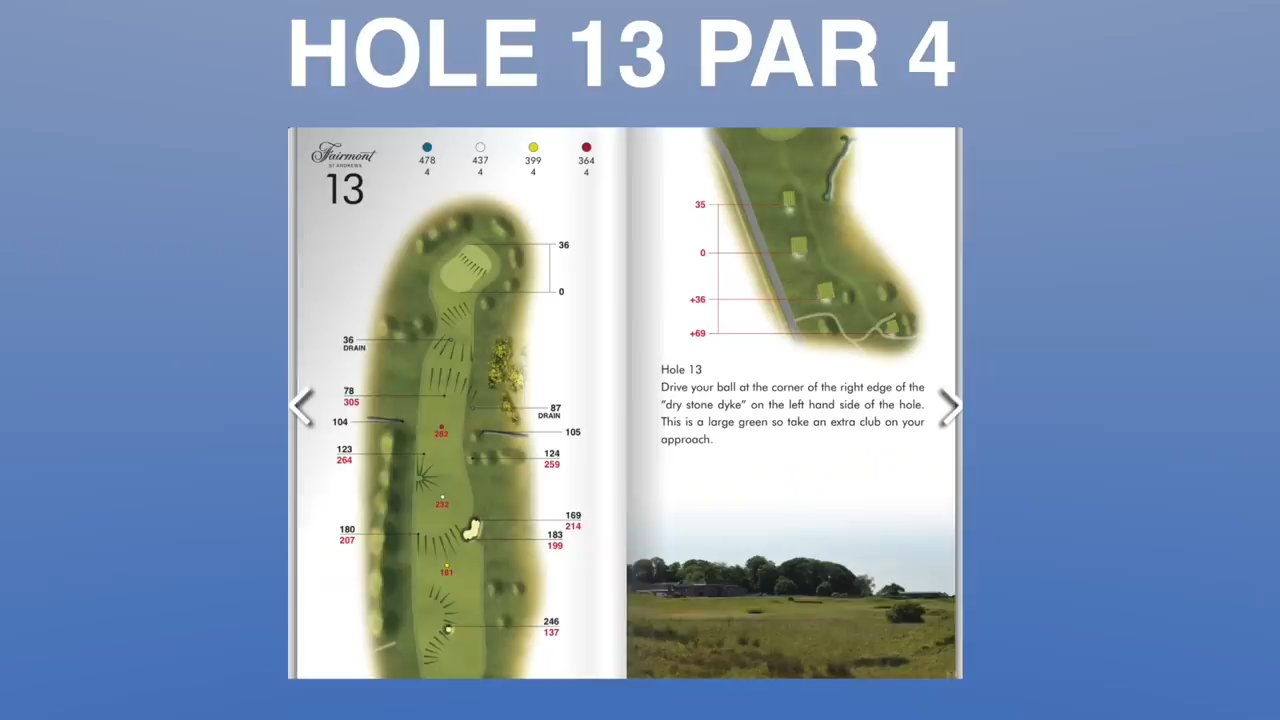 HOLE 13 PAR 4
Fairmont
ST ANDREWS
13
478 437 399 364
4 4 4 4
36
0
36
DRAIN
78
305
87
DRAIN
104
282
105
123
264
124
259
232
169
214
180
207
183
199
181
246
137
35
0
+36
+69
Hole 13
Drive your ball at the corner of the right edge of the
“dry stone dyke” on the left hand side of the hole.
This is a large green so take an extra club on your
approach.